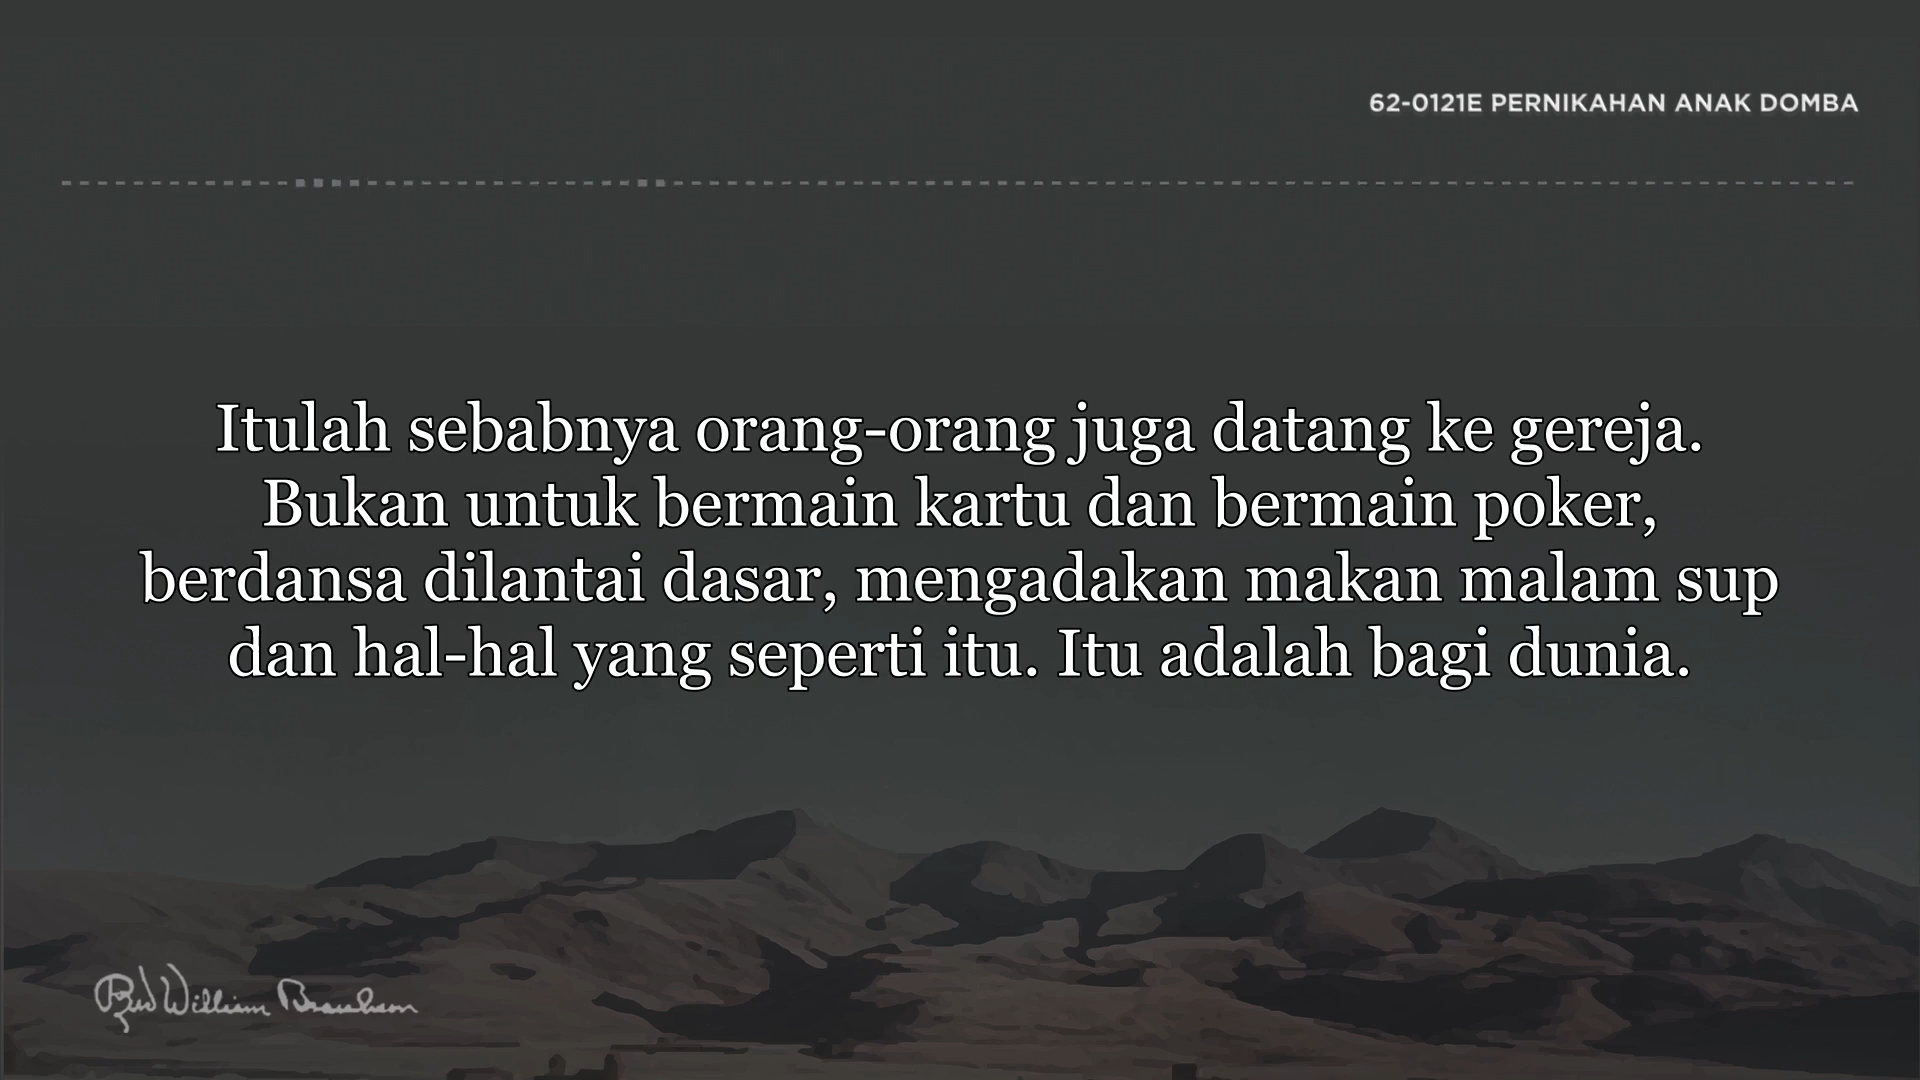 62-0121E PERNIKAHAN ANAK DOMBA
Itulah sebabnya orang-orang juga datang ke gereja.
Bukan untuk bermain kartu dan bermain poker,
berdansa dilantai dasar, mengadakan makan malam sup
dan hal-hal yang seperti itu. Itu adalah bagi dunia.
Rev William Branham